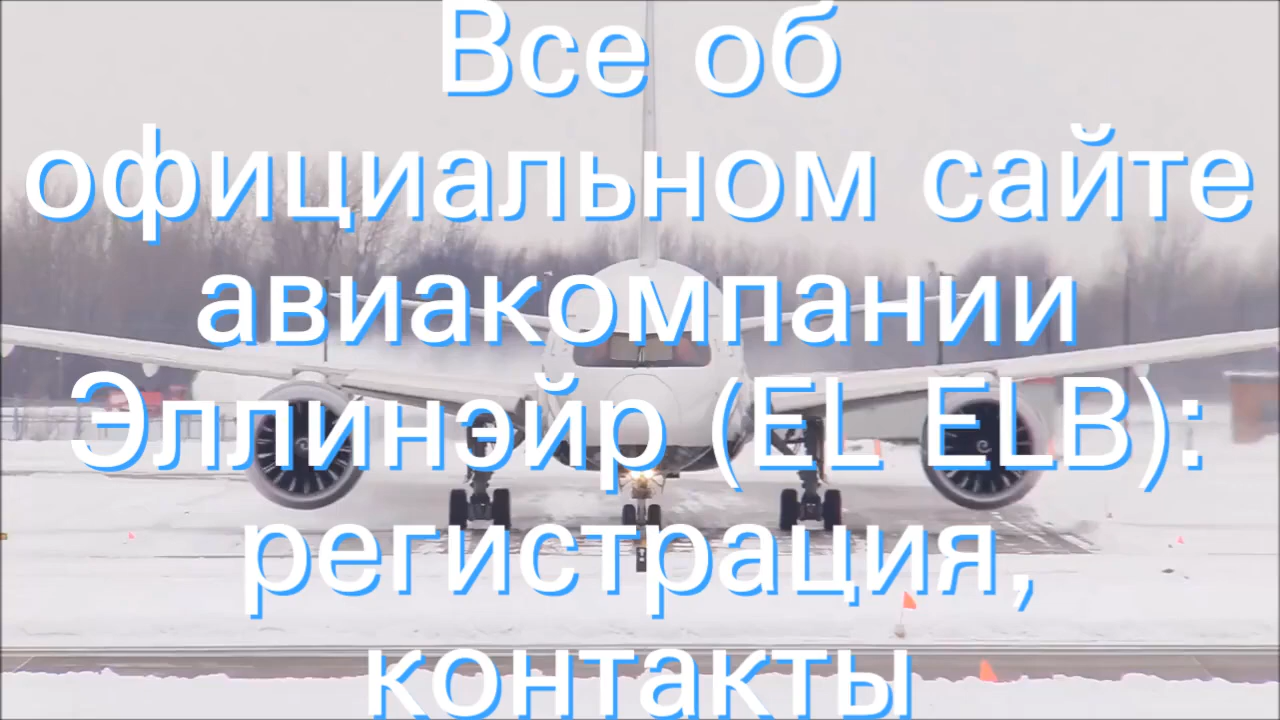 Все об
официальном сайте
авиакомпании
Эллинэйр (EL ELB):
регистрация,
контакты